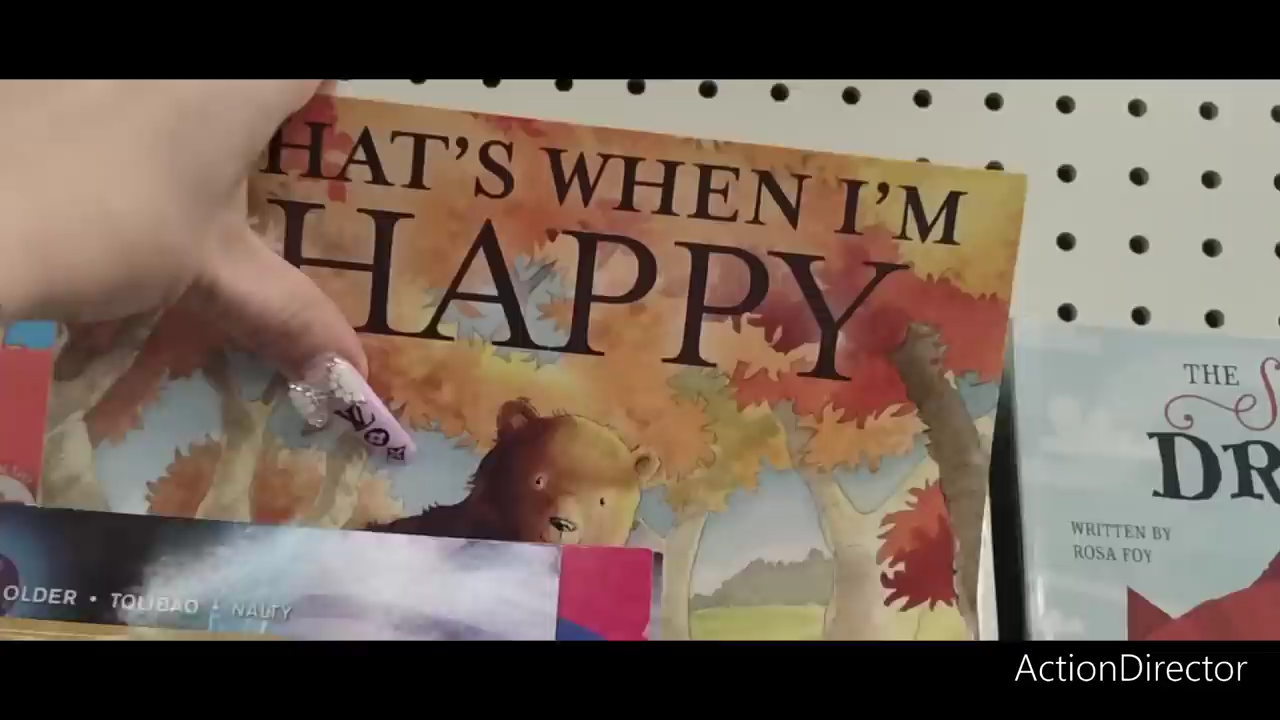 HAT'S WHEN I'M
HAPPY
THE
DR
WRITTEN BY
ROSA FOY
OLDER • TOLIBAO • NALTY
ActionDirector